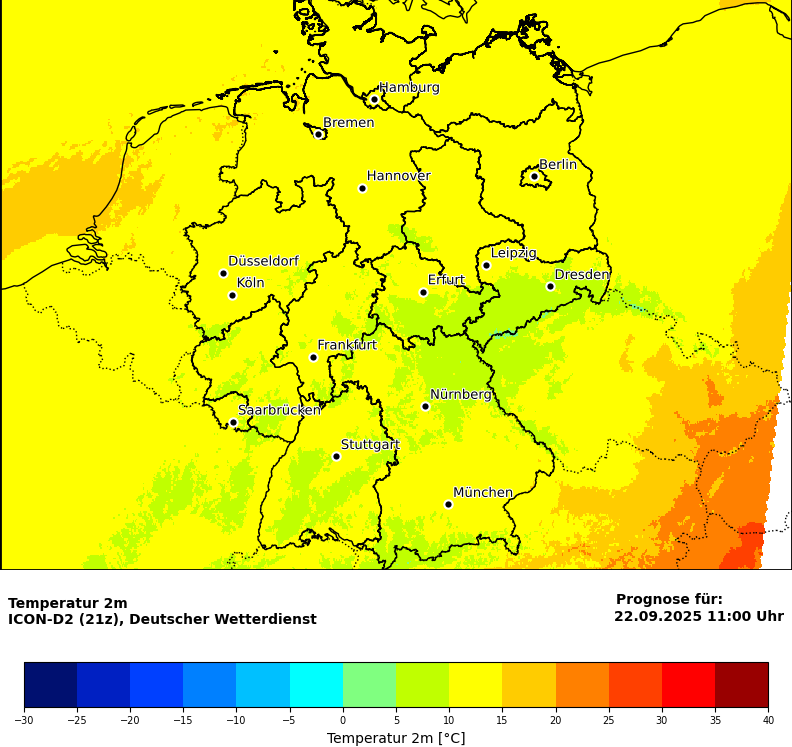 Hamburg
Bremen
Berlin
Hannover
Leipzig
Düsseldorf
Dresden
Köln
Erfurt
Frankfurt
Nürnberg
Saarbrücken
Stuttgart
München
Temperatur 2m
ICON-D2 (21z), Deutscher Wetterdienst
Prognose für:
22.09.2025 11:00 Uhr
−30 −25 −20 −15 −10 −5 0 5 10 15 20 25 30 35 40
Temperatur 2m [°C]